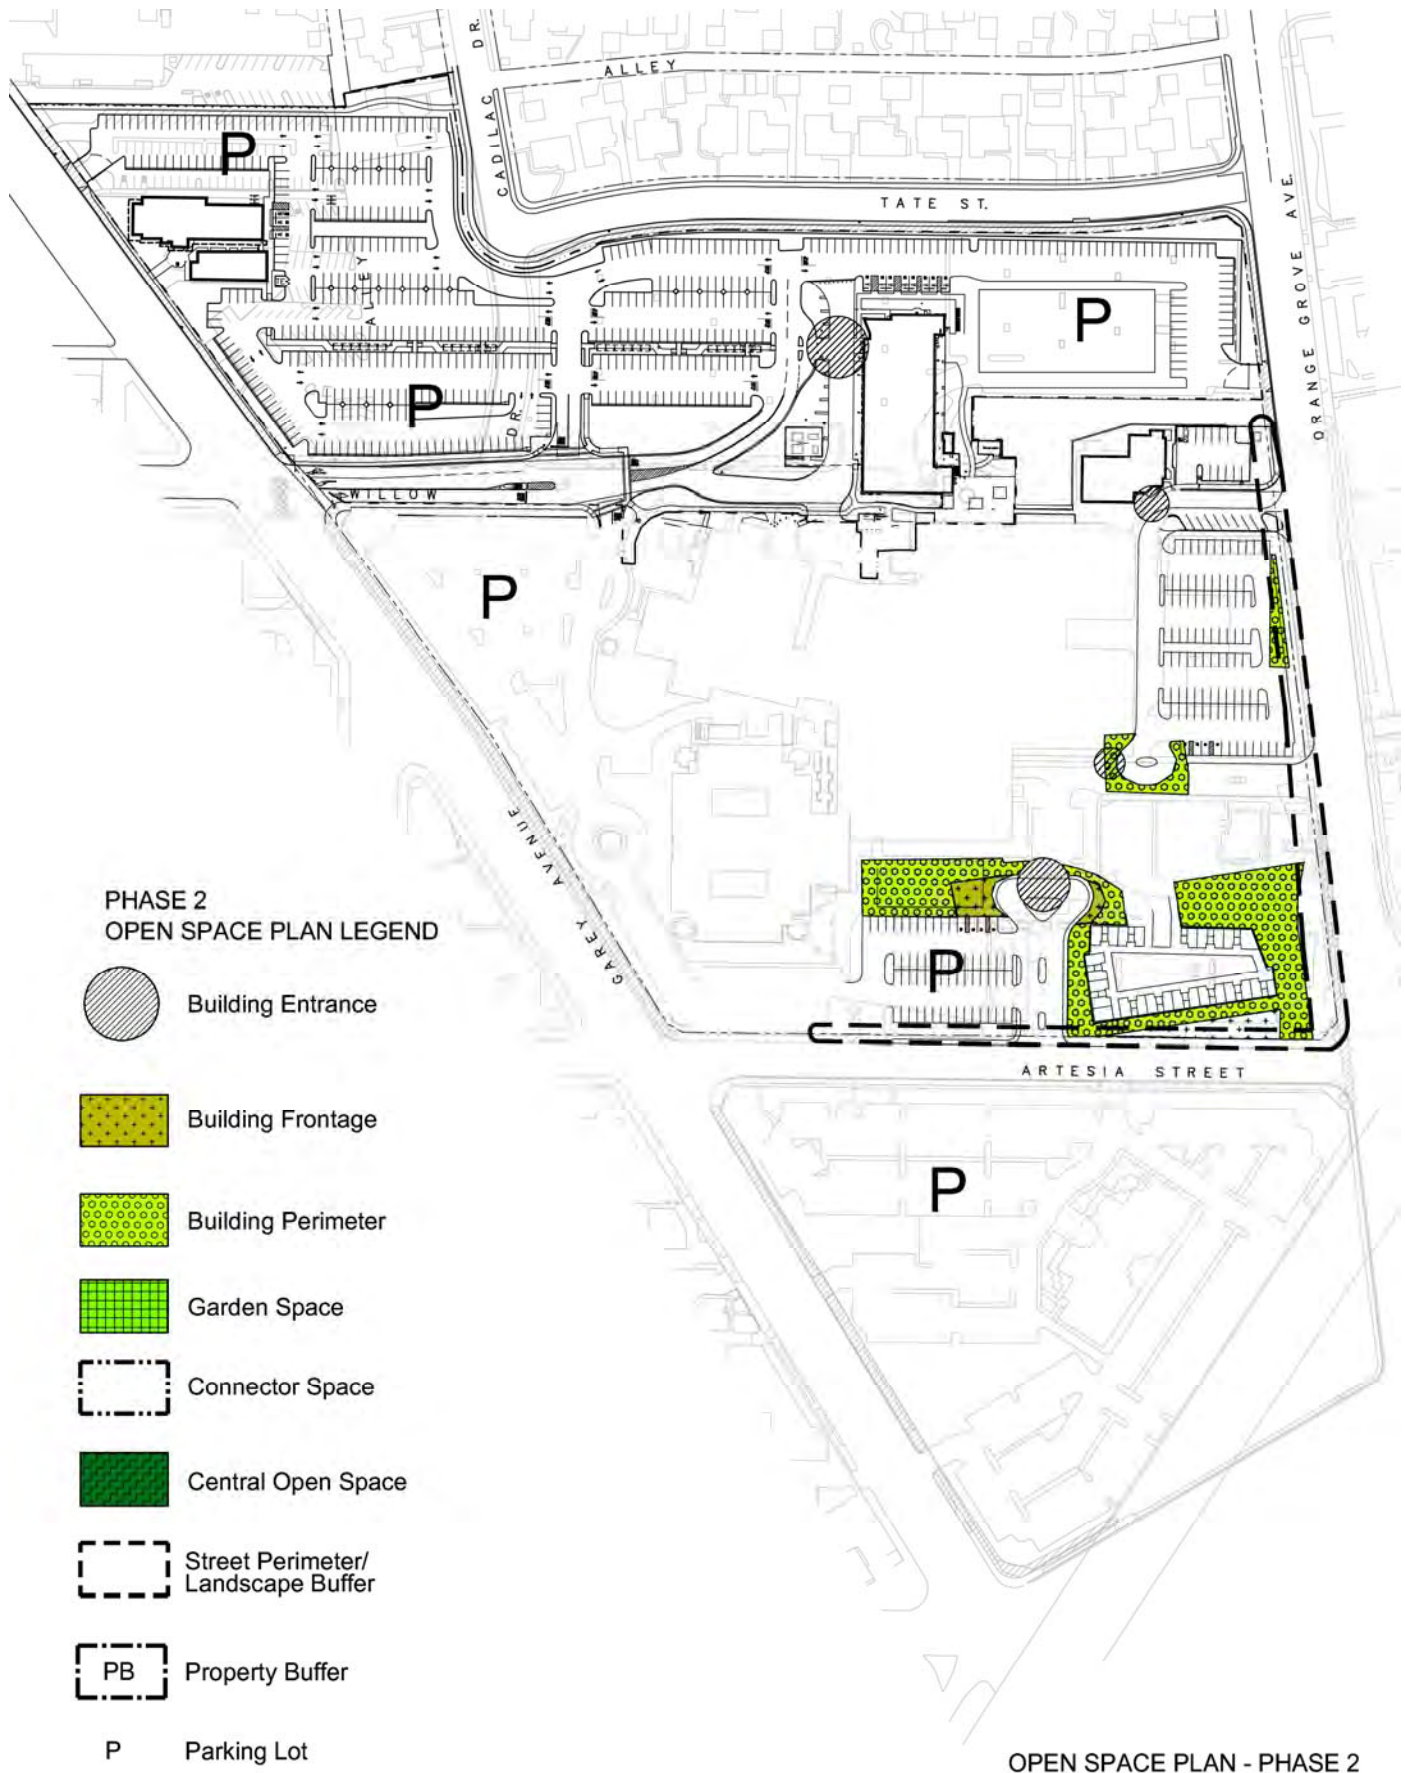 DR.
ALLEY
CADILAC
P
TATE ST.
ORANGE GROVE AVE.
ALLEY
P
P
DR
WILLOW
P
GAREY AVENUE
PHASE 2
OPEN SPACE PLAN LEGEND
P
Building Entrance
ARTESIA STREET
Building Frontage
P
Building Perimeter
Garden Space
Connector Space
Central Open Space
Street Perimeter/
Landscape Buffer
PB Property Buffer
P Parking Lot
OPEN SPACE PLAN - PHASE 2